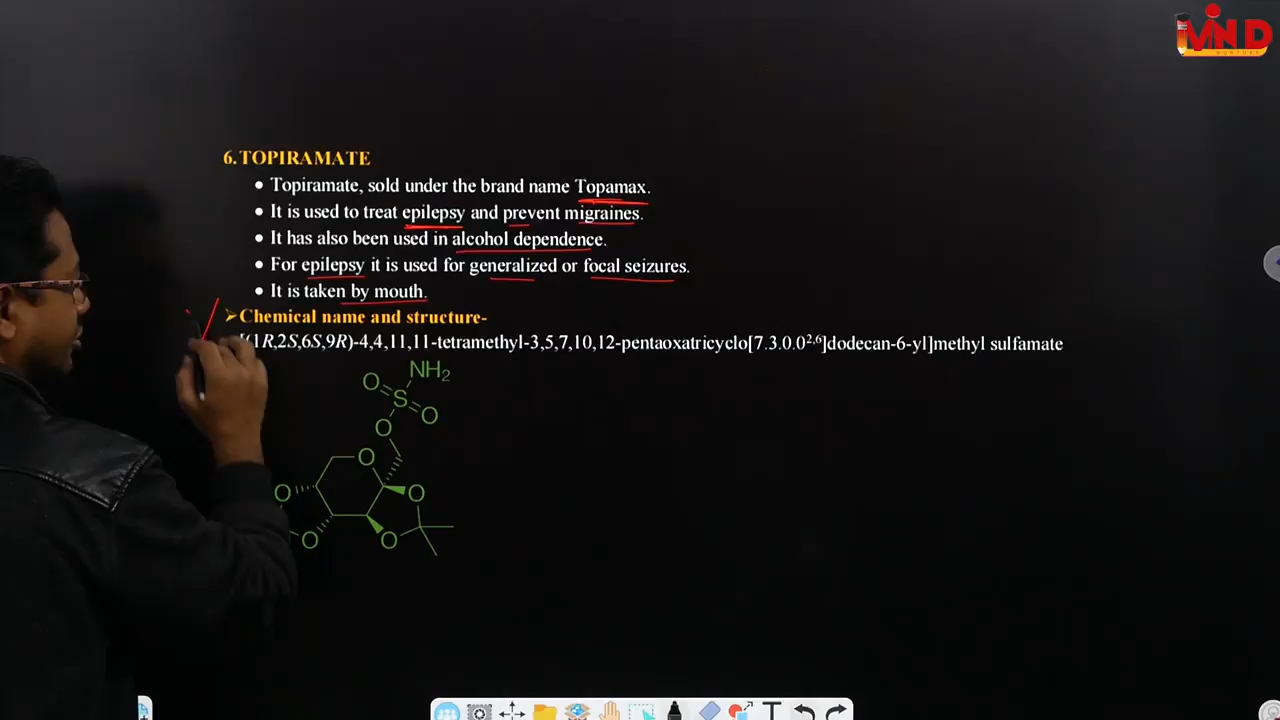 MIND
6. TOPIRAMATE
• Topiramate, sold under the brand name Topamax.
• It is used to treat epilepsy and prevent migraines.
• It has also been used in alcohol dependence.
• For epilepsy it is used for generalized or focal seizures.
• It is taken by mouth.
➢Chemical name and structure-
[(1R,2S,6S,9R)-4,4,11,11-tetramethyl-3,5,7,10,12-pentaoxatricyclo[7.3.0.0²,⁶]dodecan-6-yl]methyl sulfamate
NH₂
O
S
O
O
O
O
O
O
O
T